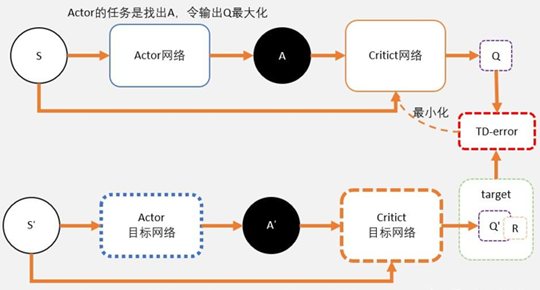 Actor的任务是找出A，令输出Q最大化
S
Actor网络
A
Critict网络
Q
最小化
TD-error
target
S'
Actor
目标网络
A'
Critict
目标网络
Q'
R